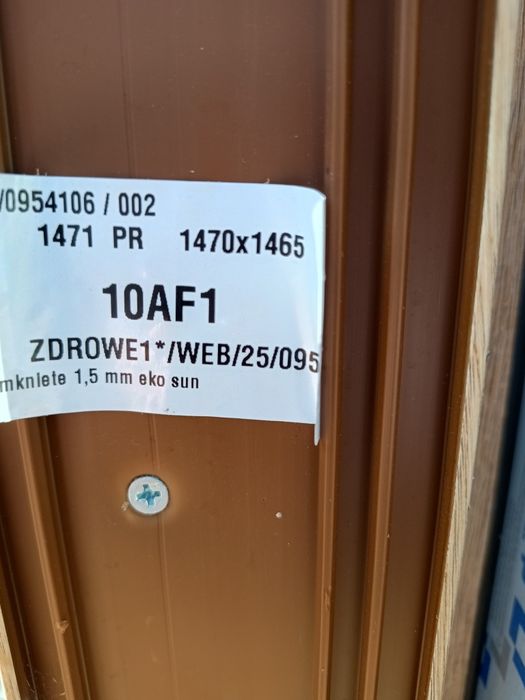 /0954106 / 002
1471 PR 1470x1465
10AF1
ZDROWE1*/WEB/25/095
mknlete 1,5 mm eko sun